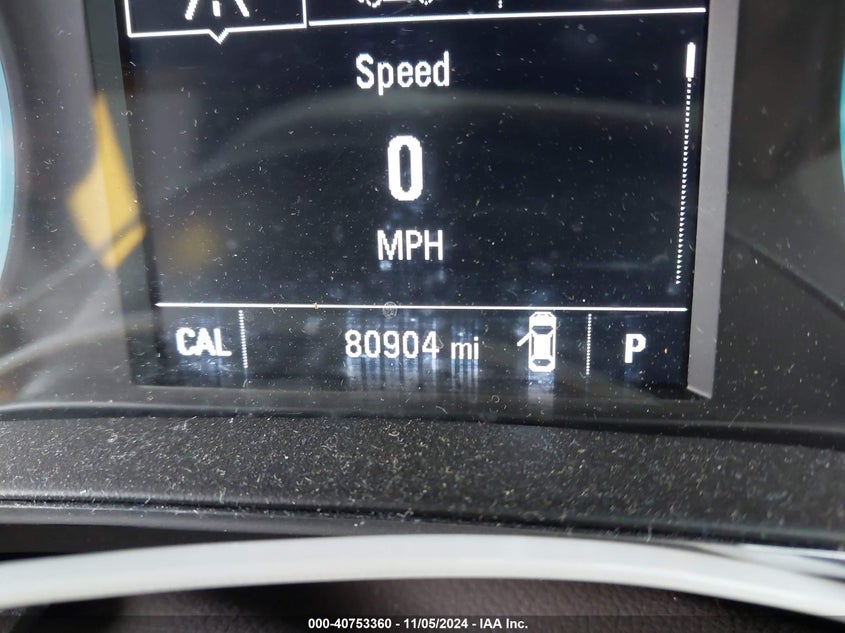 Speed
0
MPH
CAL 80904 mi P
000-40753360 - 11/05/2024 - IAA Inc.